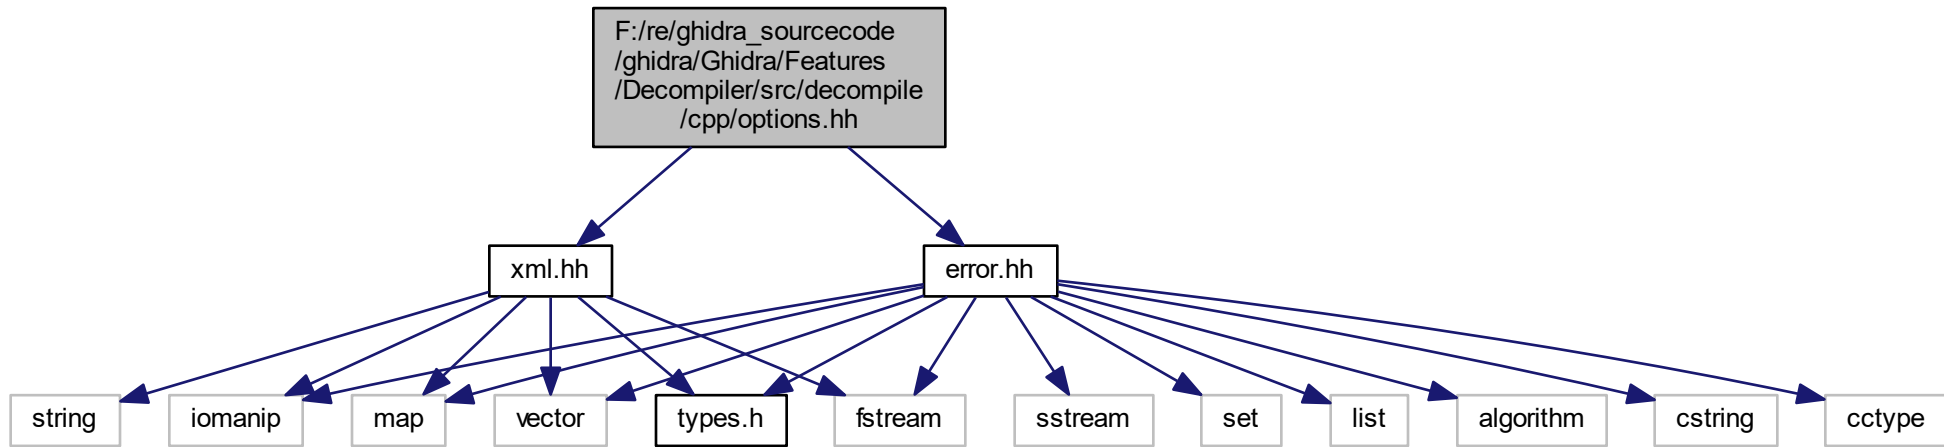 F:/re/ghidra_sourcecode
/ghidra/Ghidra/Features
/Decompiler/src/decompile
/cpp/options.hh
xml.hh
error.hh
string
iomanip
map
vector
types.h
fstream
sstream
set
list
algorithm
cstring
cctype